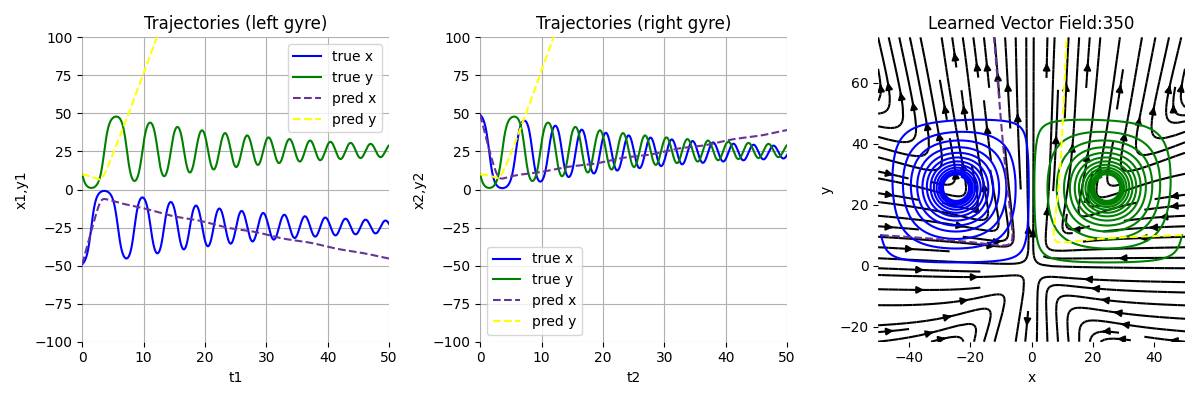 Trajectories (left gyre)
x1,y1
100
75
50
25
0
−25
−50
−75
−100
0 10 20 30 40 50
t1
true x
true y
pred x
pred y
Trajectories (right gyre)
x2,y2
100
75
50
25
0
−25
−50
−75
−100
0 10 20 30 40 50
t2
true x
true y
pred x
pred y
Learned Vector Field:350
y
60
40
20
0
−20
−40 −20 0 20 40
x